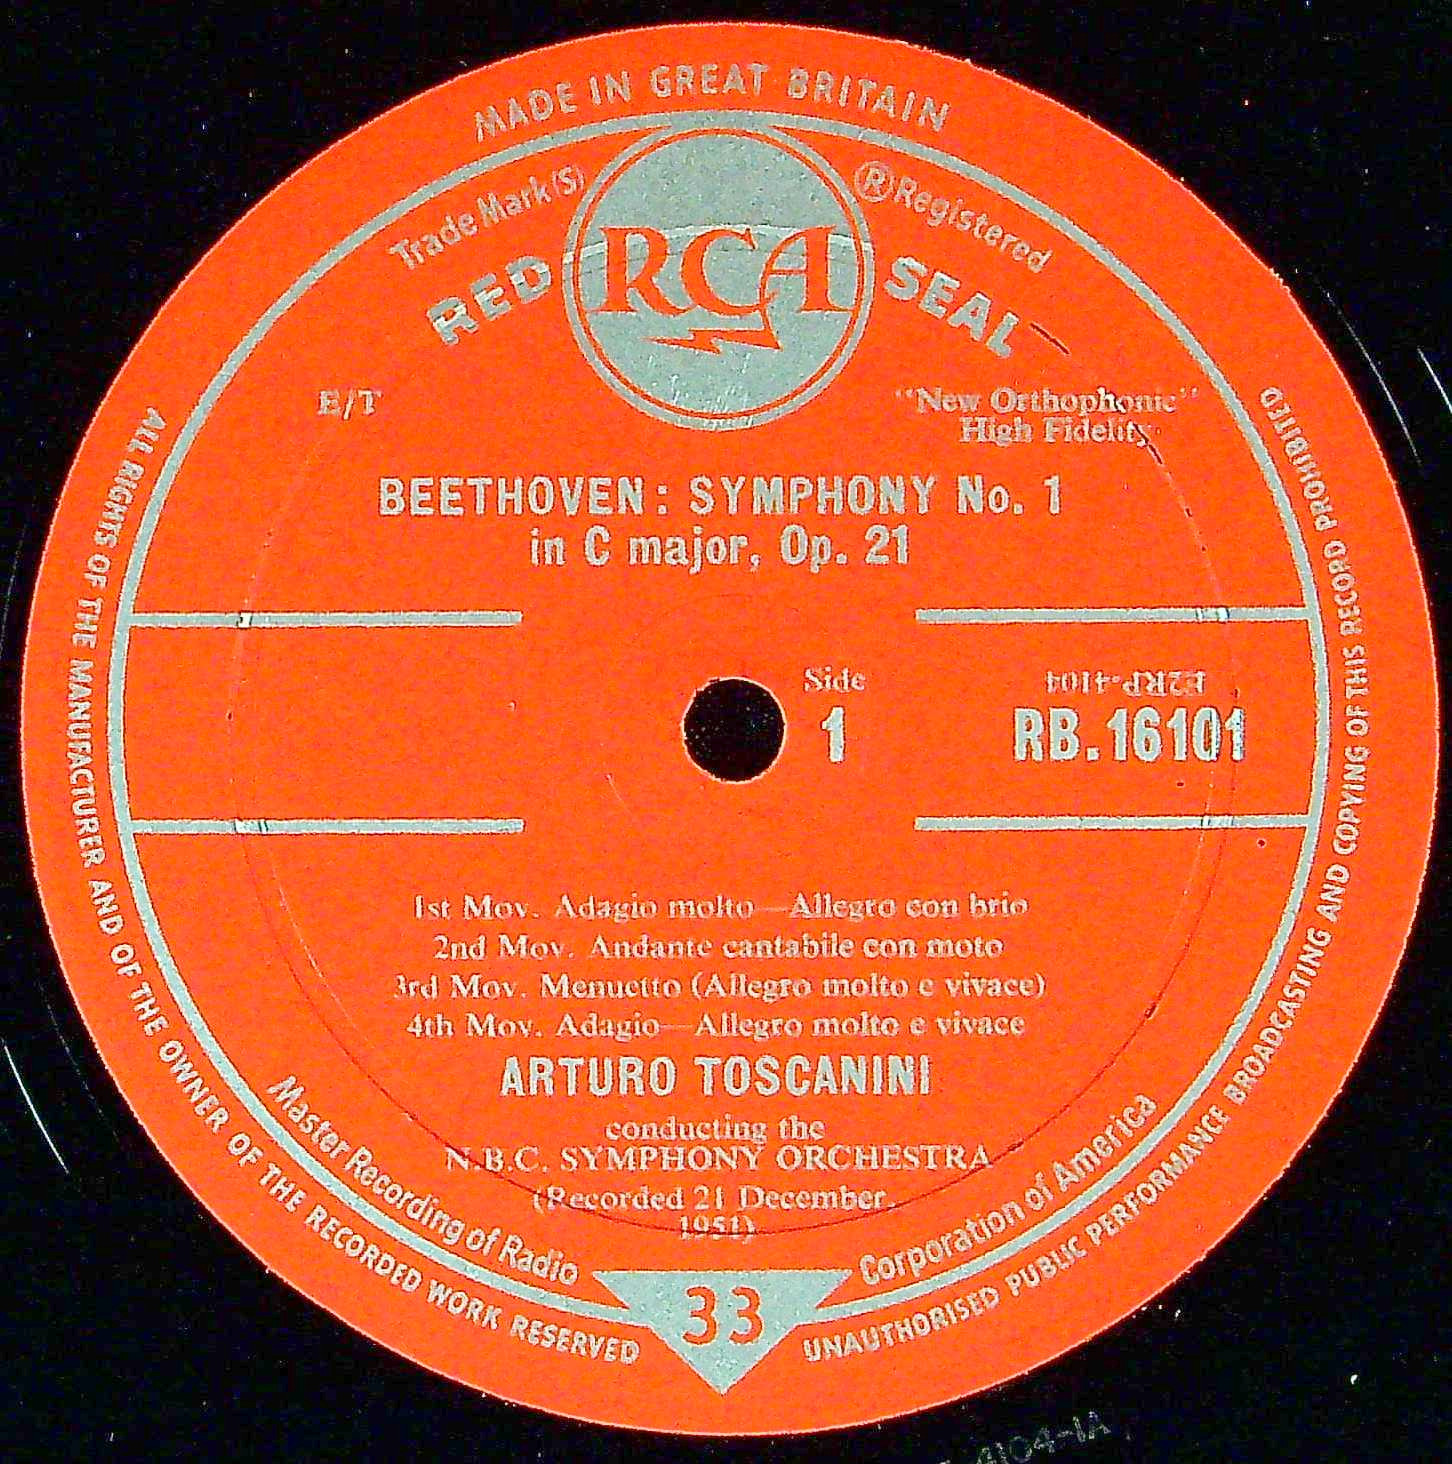 MADE IN GREAT BRITAIN
Trade Mark(s) ® Registered
RED RCA SEAL
E/T
"New Orthophonic"
High Fidelity
BEETHOVEN: SYMPHONY No. 1
in C major, Op. 21
Side
1
E2RP-4104
RB.16101
1st Mov. Adagio molto—Allegro con brio
2nd Mov. Andante cantabile con moto
3rd Mov. Menuetto (Allegro molto e vivace)
4th Mov. Adagio—Allegro molto e vivace
ARTURO TOSCANINI
conducting the
N.B.C. SYMPHONY ORCHESTRA
(Recorded 21 December,
1951)
Master Recording of Radio Corporation of America
33
ALL RIGHTS OF THE MANUFACTURER AND OF THE OWNER OF THE RECORDED WORK RESERVED
UNAUTHORISED PUBLIC PERFORMANCE BROADCASTING AND COPYING OF THIS RECORD PROHIBITED
4104-1A